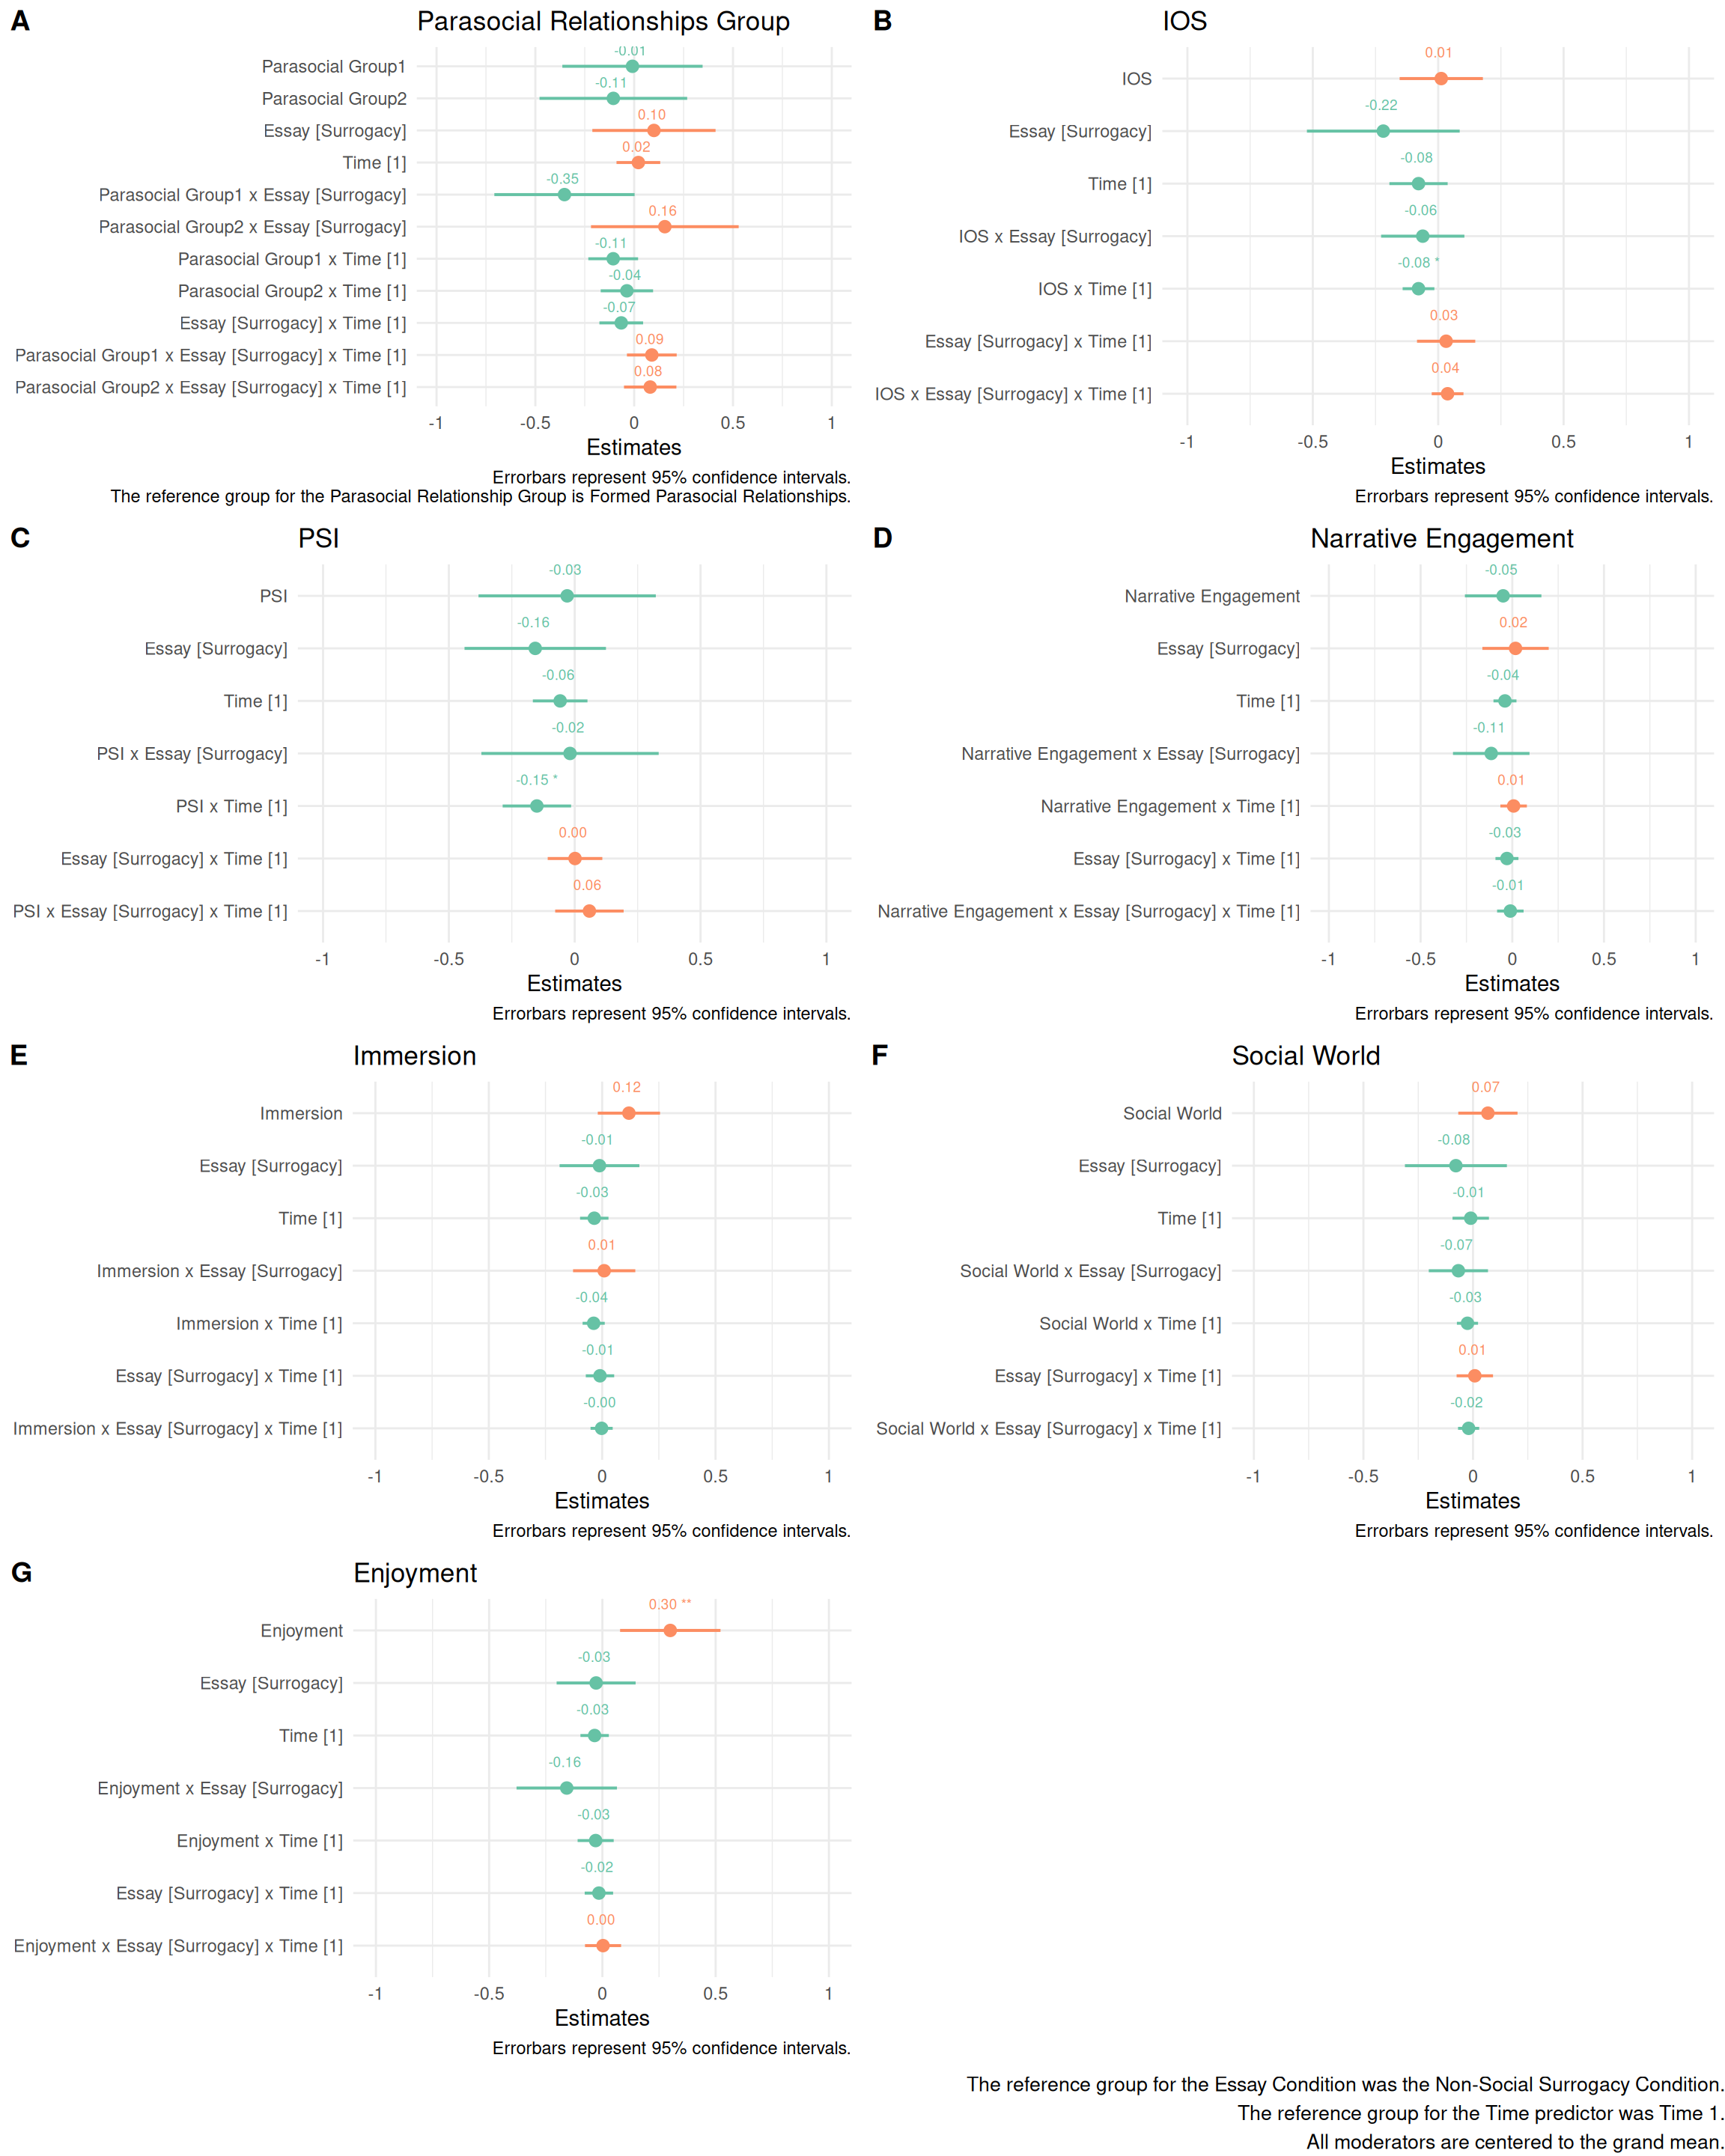 A
Parasocial Relationships Group
-0.01
Parasocial Group1
-0.11
Parasocial Group2
0.10
Essay [Surrogacy]
0.02
Time [1]
-0.35
Parasocial Group1 x Essay [Surrogacy]
0.16
Parasocial Group2 x Essay [Surrogacy]
-0.11
Parasocial Group1 x Time [1]
-0.04
Parasocial Group2 x Time [1]
-0.07
Essay [Surrogacy] x Time [1]
0.09
Parasocial Group1 x Essay [Surrogacy] x Time [1]
0.08
Parasocial Group2 x Essay [Surrogacy] x Time [1]
-1 -0.5 0 0.5 1
Estimates
Errorbars represent 95% confidence intervals.
The reference group for the Parasocial Relationship Group is Formed Parasocial Relationships.
B
IOS
0.01
IOS
-0.22
Essay [Surrogacy]
-0.08
Time [1]
-0.06
IOS x Essay [Surrogacy]
-0.08 *
IOS x Time [1]
0.03
Essay [Surrogacy] x Time [1]
0.04
IOS x Essay [Surrogacy] x Time [1]
-1 -0.5 0 0.5 1
Estimates
Errorbars represent 95% confidence intervals.
C
PSI
-0.03
PSI
-0.16
Essay [Surrogacy]
-0.06
Time [1]
-0.02
PSI x Essay [Surrogacy]
-0.15 *
PSI x Time [1]
0.00
Essay [Surrogacy] x Time [1]
0.06
PSI x Essay [Surrogacy] x Time [1]
-1 -0.5 0 0.5 1
Estimates
Errorbars represent 95% confidence intervals.
D
Narrative Engagement
-0.05
Narrative Engagement
0.02
Essay [Surrogacy]
-0.04
Time [1]
-0.11
Narrative Engagement x Essay [Surrogacy]
0.01
Narrative Engagement x Time [1]
-0.03
Essay [Surrogacy] x Time [1]
-0.01
Narrative Engagement x Essay [Surrogacy] x Time [1]
-1 -0.5 0 0.5 1
Estimates
Errorbars represent 95% confidence intervals.
E
Immersion
0.12
Immersion
-0.01
Essay [Surrogacy]
-0.03
Time [1]
0.01
Immersion x Essay [Surrogacy]
-0.04
Immersion x Time [1]
-0.01
Essay [Surrogacy] x Time [1]
-0.00
Immersion x Essay [Surrogacy] x Time [1]
-1 -0.5 0 0.5 1
Estimates
Errorbars represent 95% confidence intervals.
F
Social World
0.07
Social World
-0.08
Essay [Surrogacy]
-0.01
Time [1]
-0.07
Social World x Essay [Surrogacy]
-0.03
Social World x Time [1]
0.01
Essay [Surrogacy] x Time [1]
-0.02
Social World x Essay [Surrogacy] x Time [1]
-1 -0.5 0 0.5 1
Estimates
Errorbars represent 95% confidence intervals.
G
Enjoyment
0.30 **
Enjoyment
-0.03
Essay [Surrogacy]
-0.03
Time [1]
-0.16
Enjoyment x Essay [Surrogacy]
-0.03
Enjoyment x Time [1]
-0.02
Essay [Surrogacy] x Time [1]
0.00
Enjoyment x Essay [Surrogacy] x Time [1]
-1 -0.5 0 0.5 1
Estimates
Errorbars represent 95% confidence intervals.
The reference group for the Essay Condition was the Non-Social Surrogacy Condition.
The reference group for the Time predictor was Time 1.
All moderators are centered to the grand mean.